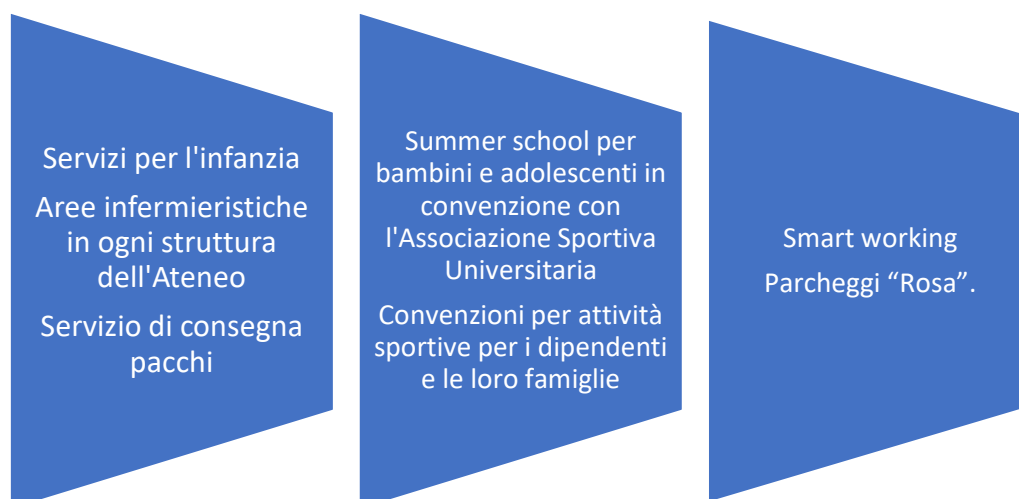 Servizi per l'infanzia
Aree infermieristiche
in ogni struttura
dell'Ateneo
Servizio di consegna
pacchi
Summer school per
bambini e adolescenti in
convenzione con
l'Associazione Sportiva
Universitaria
Convenzioni per attività
sportive per i dipendenti
e le loro famiglie
Smart working
Parcheggi “Rosa”.